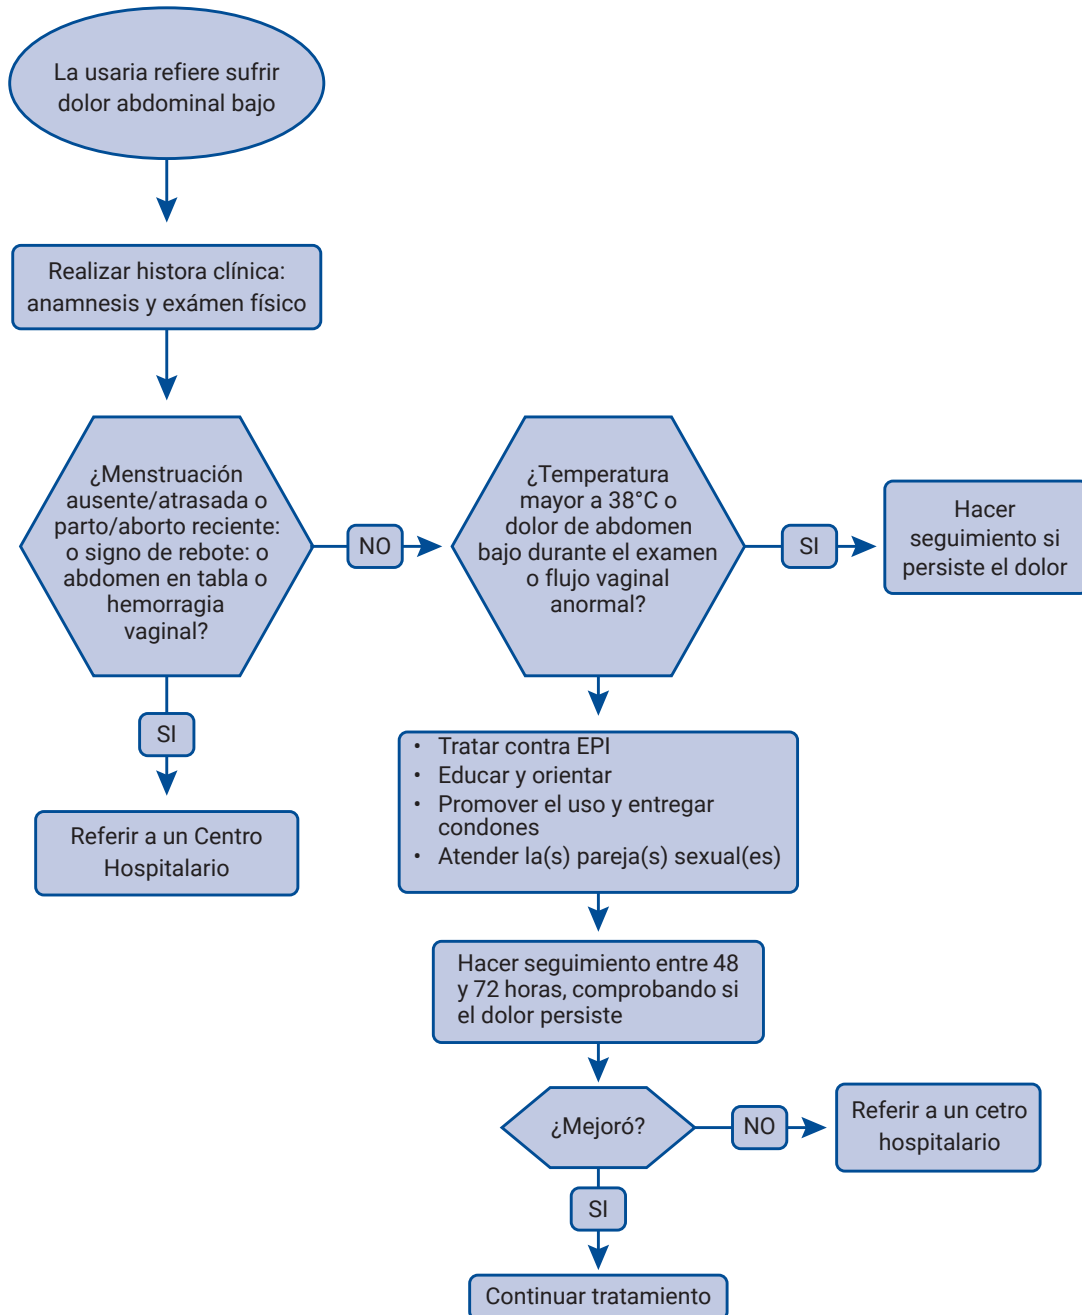 La usaria refiere sufrir
dolor abdominal bajo
Realizar histora clínica:
anamnesis y exámen físico
¿Menstruación
ausente/atrasada o
parto/aborto reciente:
o signo de rebote: o
abdomen en tabla o
hemorragia
vaginal?
NO
¿Temperatura
mayor a 38°C o
dolor de abdomen
bajo durante el examen
o flujo vaginal
anormal?
SI
Hacer
seguimiento si
persiste el dolor
SI
Referir a un Centro
Hospitalario
• Tratar contra EPI
• Educar y orientar
• Promover el uso y entregar
condones
• Atender la(s) pareja(s) sexual(es)
Hacer seguimiento entre 48
y 72 horas, comprobando si
el dolor persiste
¿Mejoró?
NO
Referir a un cetro
hospitalario
SI
Continuar tratamiento